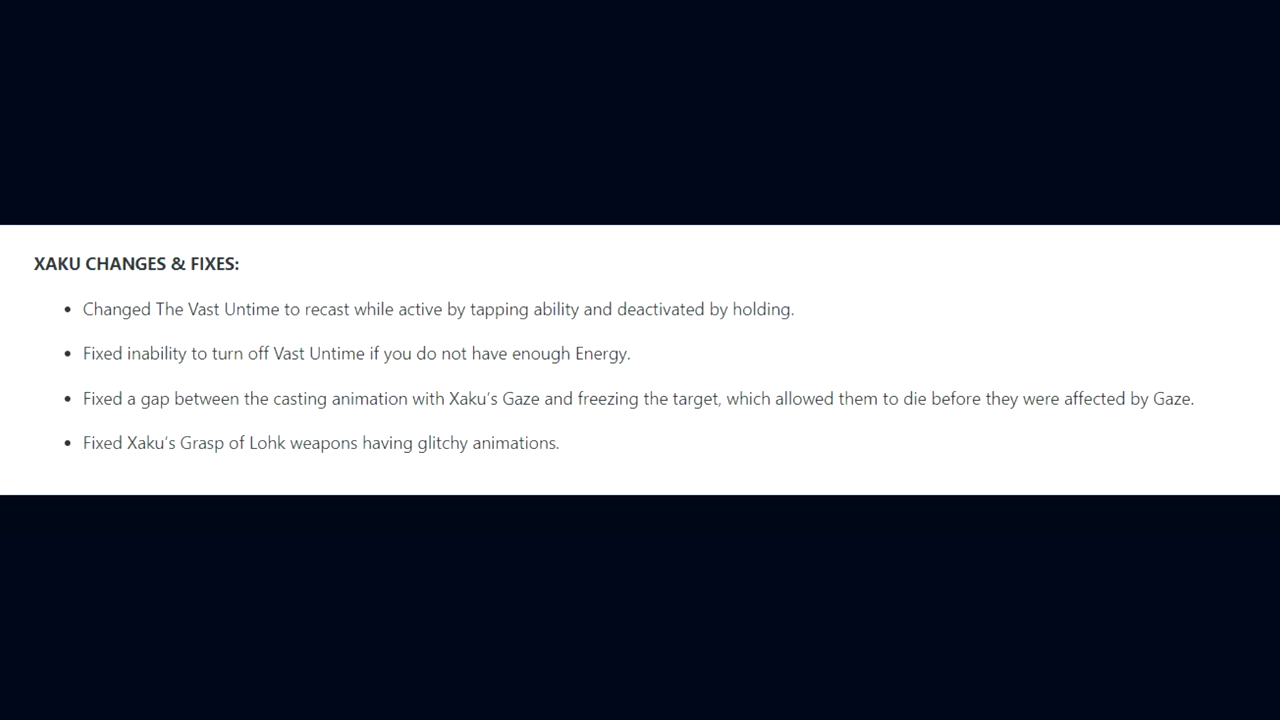 XAKU CHANGES & FIXES:
• Changed The Vast Untime to recast while active by tapping ability and deactivated by holding.
• Fixed inability to turn off Vast Untime if you do not have enough Energy.
• Fixed a gap between the casting animation with Xaku’s Gaze and freezing the target, which allowed them to die before they were affected by Gaze.
• Fixed Xaku’s Grasp of Lohk weapons having glitchy animations.